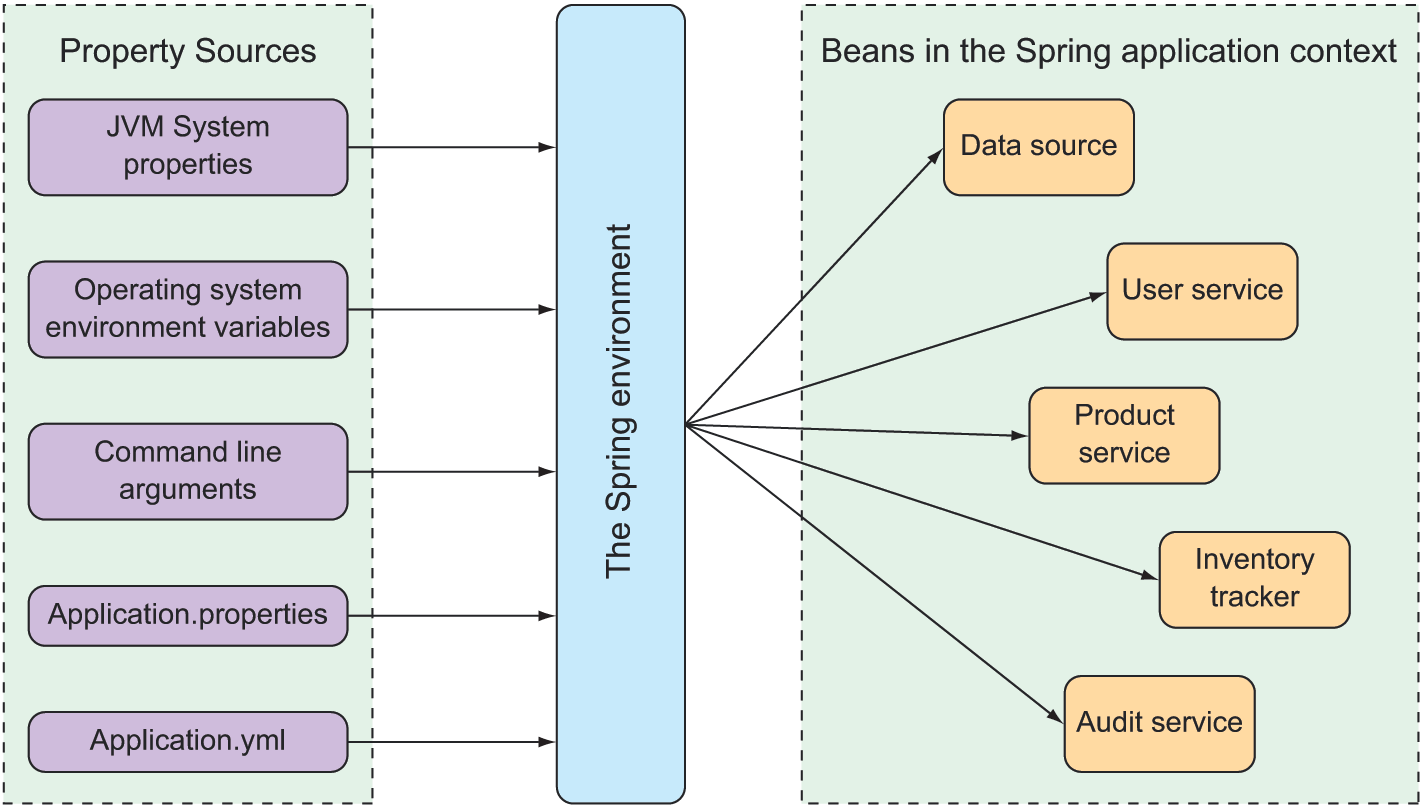 Property Sources
JVM System
properties
Operating system
environment variables
Command line
arguments
Application.properties
Application.yml
The Spring environment
Beans in the Spring application context
Data source
User service
Product
service
Inventory
tracker
Audit service